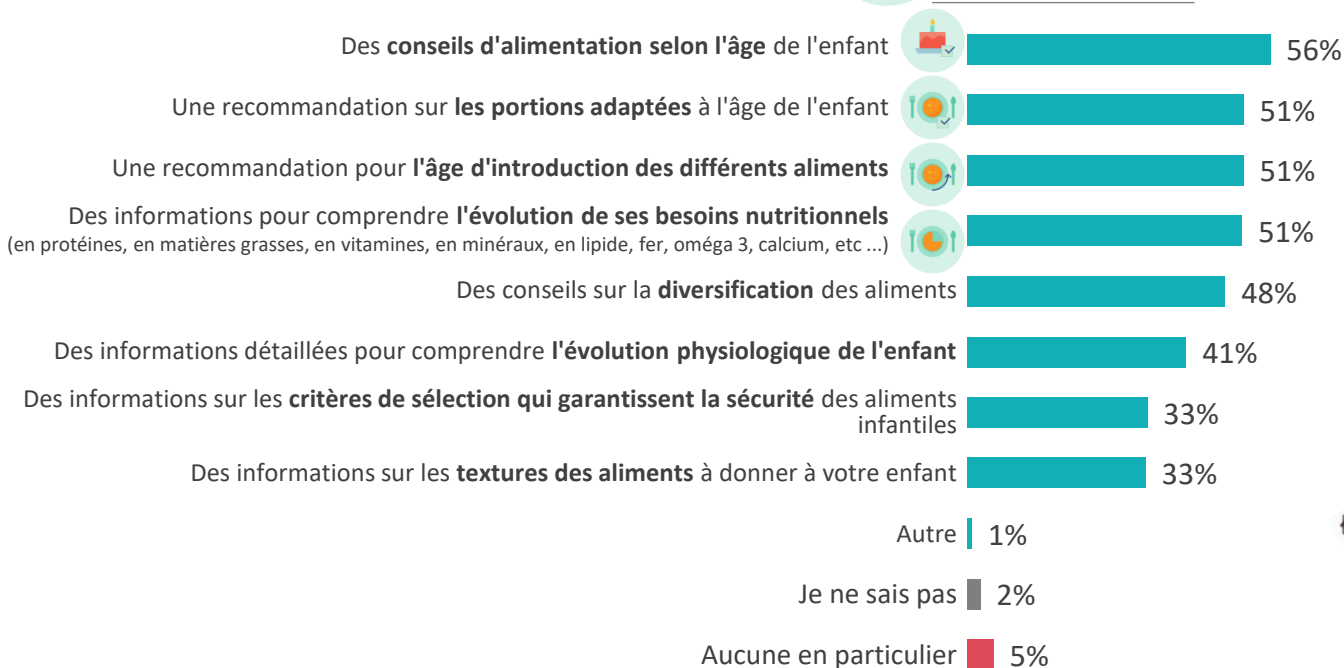 Des conseils d'alimentation selon l'âge de l'enfant 56%
Une recommandation sur les portions adaptées à l'âge de l'enfant 51%
Une recommandation pour l'âge d'introduction des différents aliments 51%
Des informations pour comprendre l'évolution de ses besoins nutritionnels
(en protéines, en matières grasses, en vitamines, en minéraux, en lipide, fer, oméga 3, calcium, etc ...) 51%
Des conseils sur la diversification des aliments 48%
Des informations détaillées pour comprendre l'évolution physiologique de l'enfant 41%
Des informations sur les critères de sélection qui garantissent la sécurité des aliments
infantiles 33%
Des informations sur les textures des aliments à donner à votre enfant 33%
Autre 1%
Je ne sais pas 2%
Aucune en particulier 5%